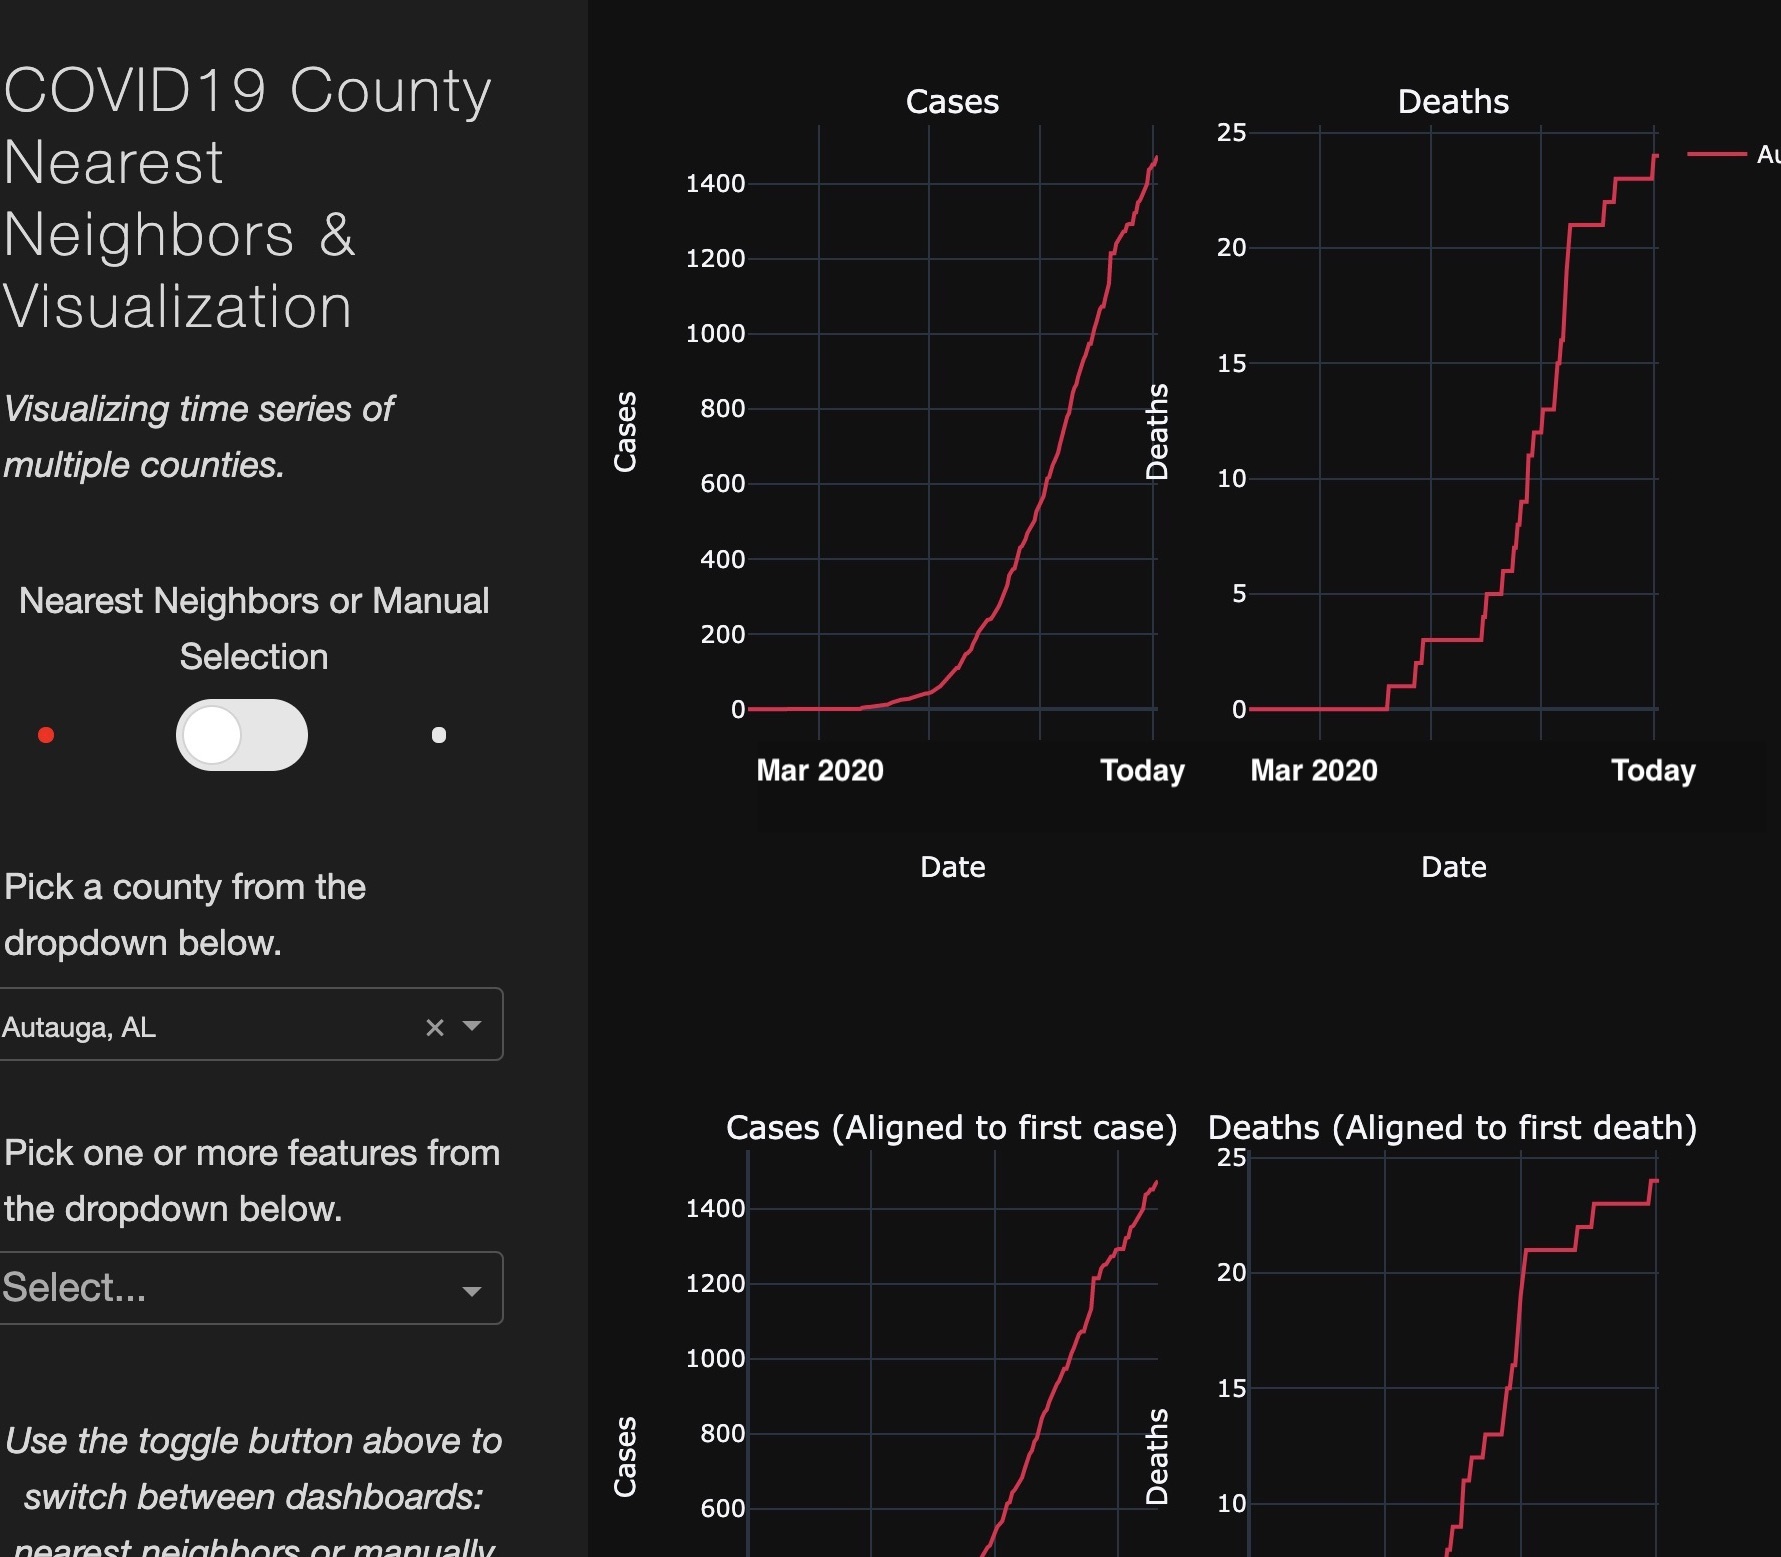 COVID19 County
Nearest
Neighbors &
Visualization
Visualizing time series of
multiple counties.
Nearest Neighbors or Manual
Selection
Pick a county from the
dropdown below.
Autauga, AL
Pick one or more features from
the dropdown below.
Select...
Use the toggle button above to
switch between dashboards:
nearest neighbors or manually
Cases
1400
1200
1000
800
600
400
200
0
Cases
Mar 2020
Today
Date
Deaths
25
20
15
10
5
0
Deaths
Mar 2020
Today
Date
Au
Cases (Aligned to first case)
1400
1200
1000
800
600
Cases
Deaths (Aligned to first death)
25
20
15
10
Deaths